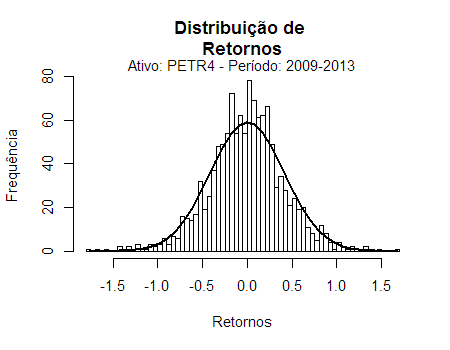 Distribuição de
Retornos
Ativo: PETR4 - Período: 2009-2013
Frequência
80
60
40
20
0
-1.5 -1.0 -0.5 0.0 0.5 1.0 1.5
Retornos